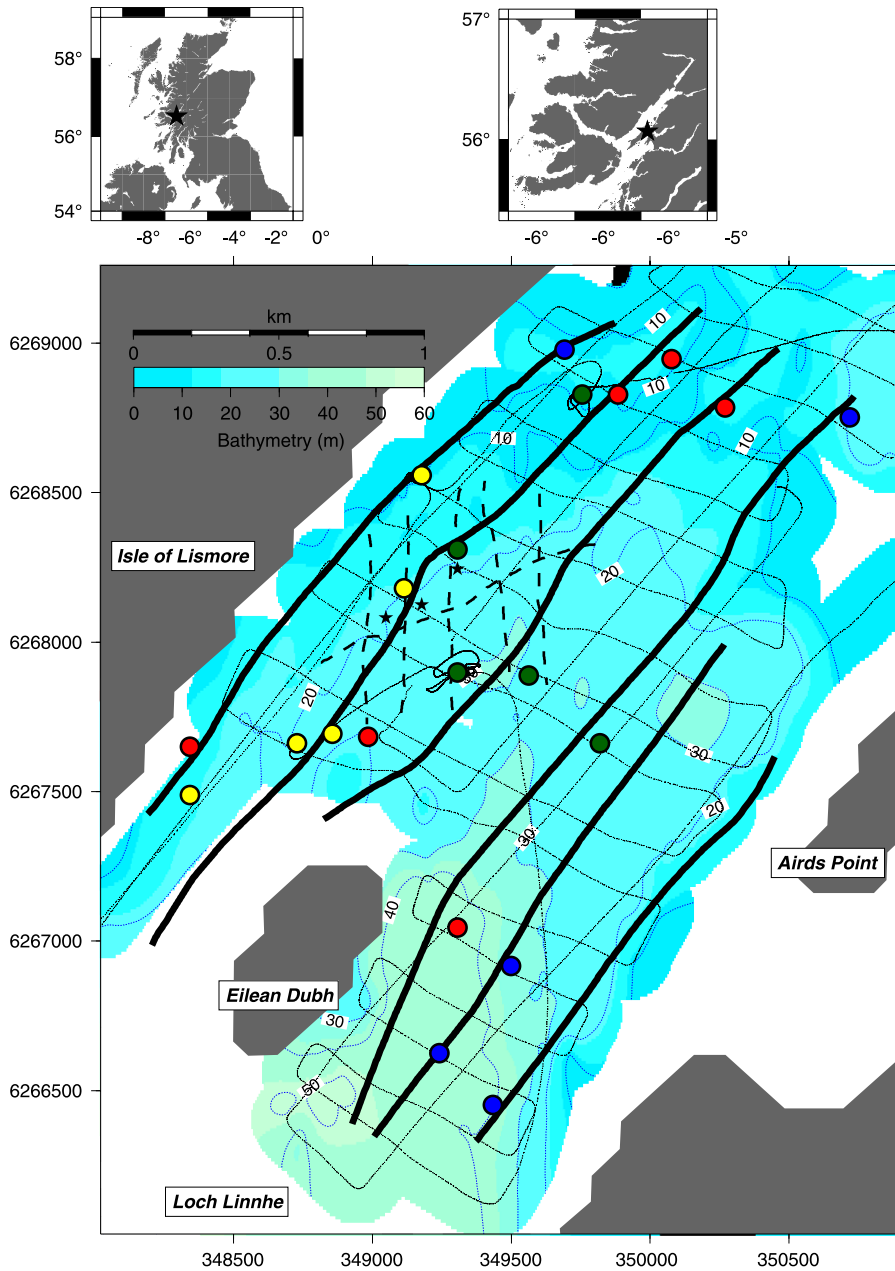 58°
56°
54°
-8° -6° -4° -2° 0°
57°
56°
-6° -6° -6° -5°
km
0 0.5 1
0 10 20 30 40 50 60
Bathymetry (m)
6269000
6268500
6268000
6267500
6267000
6266500
10
10
10
10
20
20
30
20
30
40
30
50
Isle of Lismore
Airds Point
Eilean Dubh
Loch Linnhe
348500 349000 349500 350000 350500